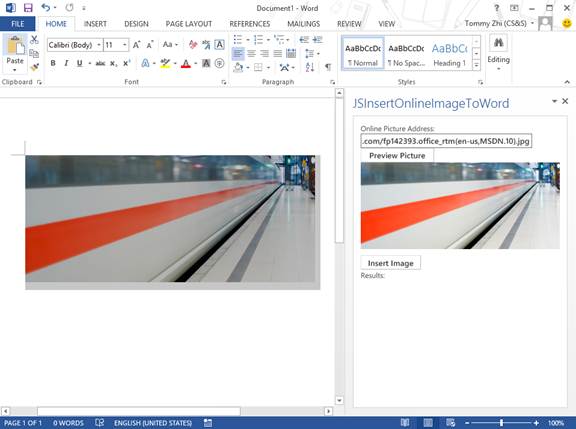 Document1 - Word
FILE HOME INSERT DESIGN PAGE LAYOUT REFERENCES MAILINGS REVIEW VIEW Tommy Zhi (CS&S)
Calibri (Body) 11 AaBbCcDc AaBbCcDc AaBbCc
Paste ¶ Normal ¶ No Spac... Heading 1 Editing
Clipboard Font Paragraph Styles
JSInsertOnlineImageToWord
Online Picture Address:
.com/fp142393.office_rtm(en-us,MSDN.10).jpg
Preview Picture
Insert Image
Results:
PAGE 1 OF 1 0 WORDS ENGLISH (UNITED STATES) 100%